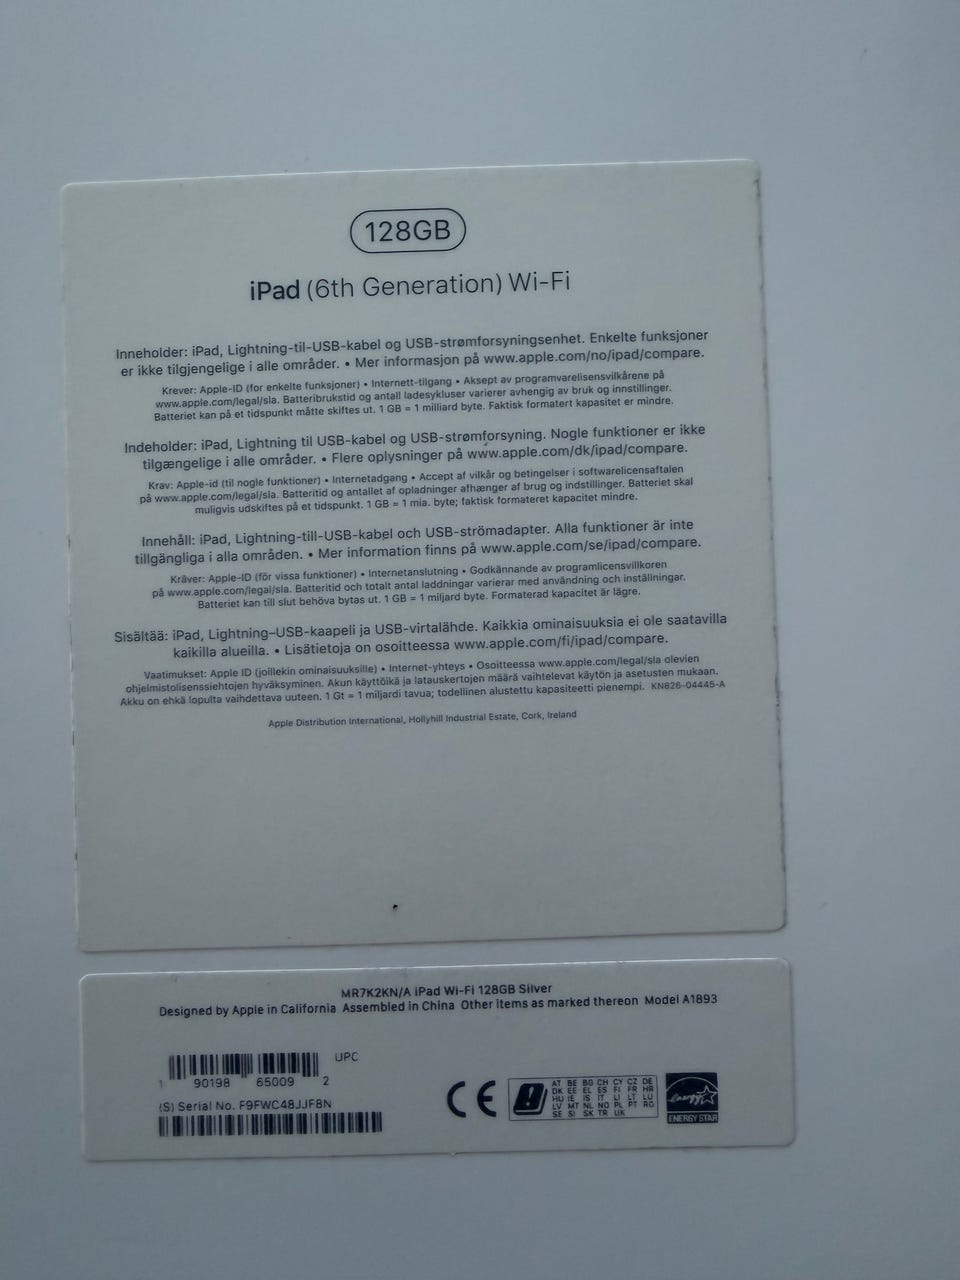 128GB
iPad (6th Generation) Wi-Fi
Inneholder: iPad, Lightning-til-USB-kabel og USB-strømforsyningsenhet. Enkelte funksjoner
er ikke tilgjengelige i alle områder. • Mer informasjon på www.apple.com/no/ipad/compare.
Krever: Apple-ID (for enkelte funksjoner) • Internett-tilgang • Aksept av programvarelisensvilkårene på
www.apple.com/legal/sla. Batteribrukstid og antall ladesykluser varierer avhengig av bruk og innstillinger.
Batteriet kan på et tidspunkt måtte skiftes ut. 1 GB = 1 milliard byte. Faktisk formatert kapasitet er mindre.
Indeholder: iPad, Lightning til USB-kabel og USB-strømforsyning. Nogle funktioner er ikke
tilgængelige i alle områder. • Flere oplysninger på www.apple.com/dk/ipad/compare.
Krav: Apple-id (til nogle funktioner) • Internetadgang • Accept af vilkår og betingelser i softwarelicensaftalen
på www.apple.com/legal/sla. Batteritid og antallet af opladninger afhænger af brug og indstillinger. Batteriet skal
muligvis udskiftes på et tidspunkt. 1 GB = 1 mia. byte; faktisk formateret kapacitet mindre.
Innehåll: iPad, Lightning-till-USB-kabel och USB-strömadapter. Alla funktioner är inte
tillgängliga i alla områden. • Mer information finns på www.apple.com/se/ipad/compare.
Kräver: Apple-ID (för vissa funktioner) • Internetanslutning • Godkännande av programlicensvillkoren
på www.apple.com/legal/sla. Batteritid och totalt antal laddningar varierar med användning och inställningar.
Batteriet kan till slut behöva bytas ut. 1 GB = 1 miljard byte. Formaterad kapacitet är lägre.
Sisältää: iPad, Lightning–USB-kaapeli ja USB-virtalähde. Kaikkia ominaisuuksia ei ole saatavilla
kaikilla alueilla. • Lisätietoja on osoitteessa www.apple.com/fi/ipad/compare.
Vaatimukset: Apple ID (joillekin ominaisuuksille) • Internet-yhteys • Osoitteessa www.apple.com/legal/sla olevien
ohjelmistolisenssiehtojen hyväksyminen. Akun käyttöikä ja latauskertojen määrä vaihtelevat käytön ja asetusten mukaan.
Akku on ehkä lopulta vaihdettava uuteen. 1 Gt = 1 miljardi tavua; todellinen alustettu kapasiteetti pienempi. KN826-04445-A
Apple Distribution International, Hollyhill Industrial Estate, Cork, Ireland
MR7K2KN/A iPad Wi-Fi 128GB Silver
Designed by Apple in California Assembled in China Other items as marked thereon Model A1893
UPC
1 90198 65009 2
(S) Serial No. F9FWC48JJF8N
CE
AT BE BG CH CY CZ DE
DK EE EL ES FI FR HR
HU IE IS IT LI LT LU
LV MT NL NO PL PT RO
SE SI SK TR UK
energy
ENERGY STAR